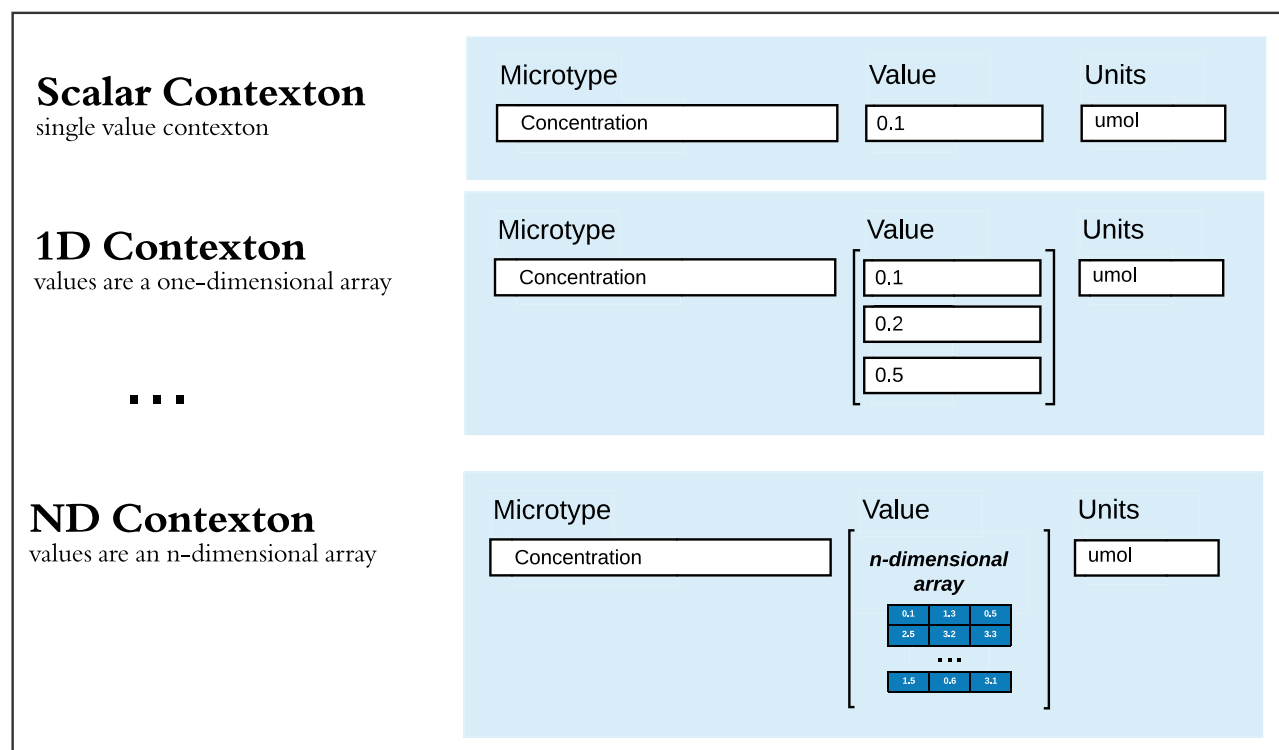 Scalar Contexton
single value contexton
Microtype Value Units
Concentration 0.1 umol
1D Contexton
values are a one-dimensional array
Microtype Value Units
Concentration 0.1 umol
0.2
0.5
...
ND Contexton
values are an n-dimensional array
Microtype Value Units
Concentration umol
n-dimensional
array
0.1 1.3 0.5
2.5 3.2 3.3
...
1.5 0.6 3.1